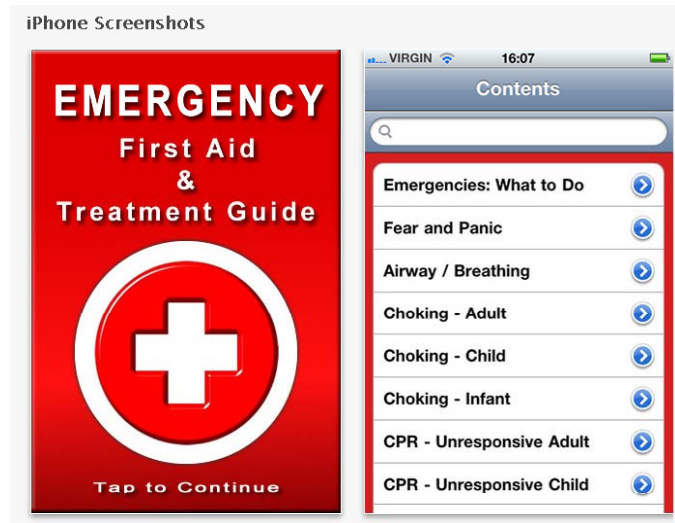 iPhone Screenshots
EMERGENCY
First Aid
&
Treatment Guide
Tap to Continue
VIRGIN 16:07
Contents
Emergencies: What to Do
Fear and Panic
Airway / Breathing
Choking - Adult
Choking - Child
Choking - Infant
CPR - Unresponsive Adult
CPR - Unresponsive Child